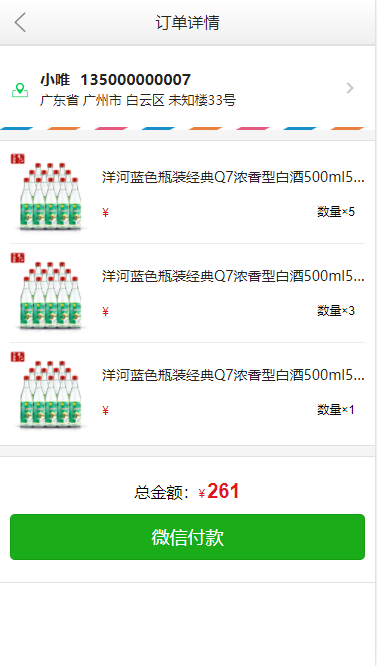 订单详情
小唯 135000000007
广东省 广州市 白云区 未知楼33号
洋河蓝色瓶装经典Q7浓香型白酒500ml5...
¥ 数量×5
洋河蓝色瓶装经典Q7浓香型白酒500ml5...
¥ 数量×3
洋河蓝色瓶装经典Q7浓香型白酒500ml5...
¥ 数量×1
总金额：¥261
微信付款